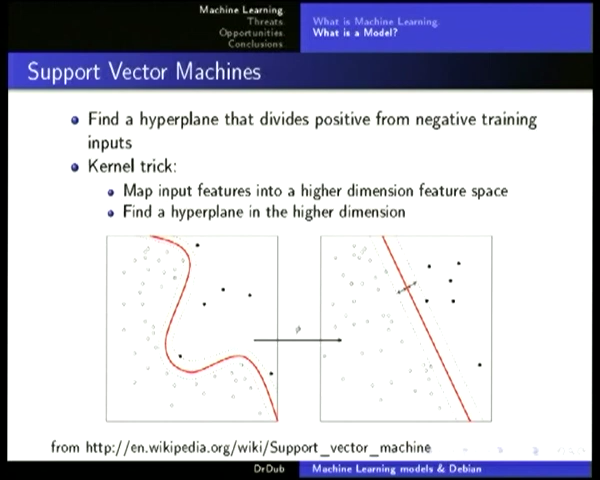 Machine Learning
Threats
Opportunities
Conclusions
What is Machine Learning
What is a Model?
Support Vector Machines
Find a hyperplane that divides positive from negative training
inputs
Kernel trick:
Map input features into a higher dimension feature space
Find a hyperplane in the higher dimension
from http://en.wikipedia.org/wiki/Support_vector_machine
DrDub
Machine Learning models & Debian